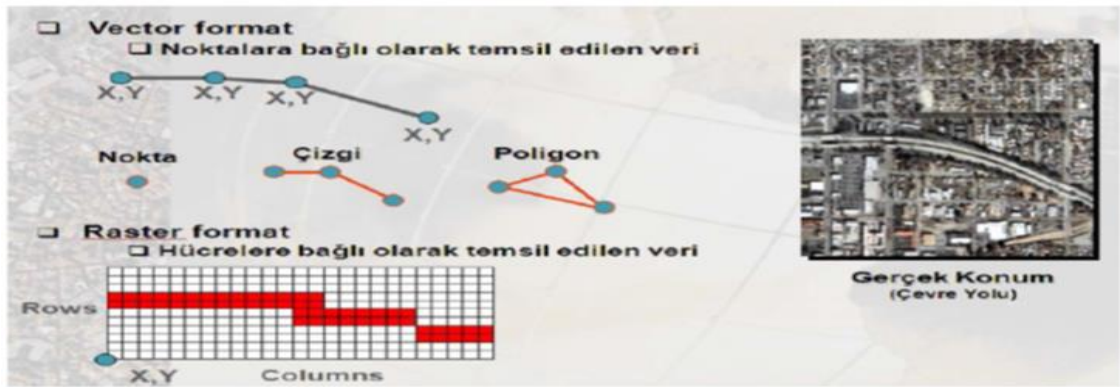 Vector format
Noktalara bağlı olarak temsil edilen veri
X,Y X,Y X,Y X,Y
Nokta Çizgi Poligon
Raster format
Hücrelere bağlı olarak temsil edilen veri
Rows
X,Y Columns
Gerçek Konum
(Çevre Yolu)